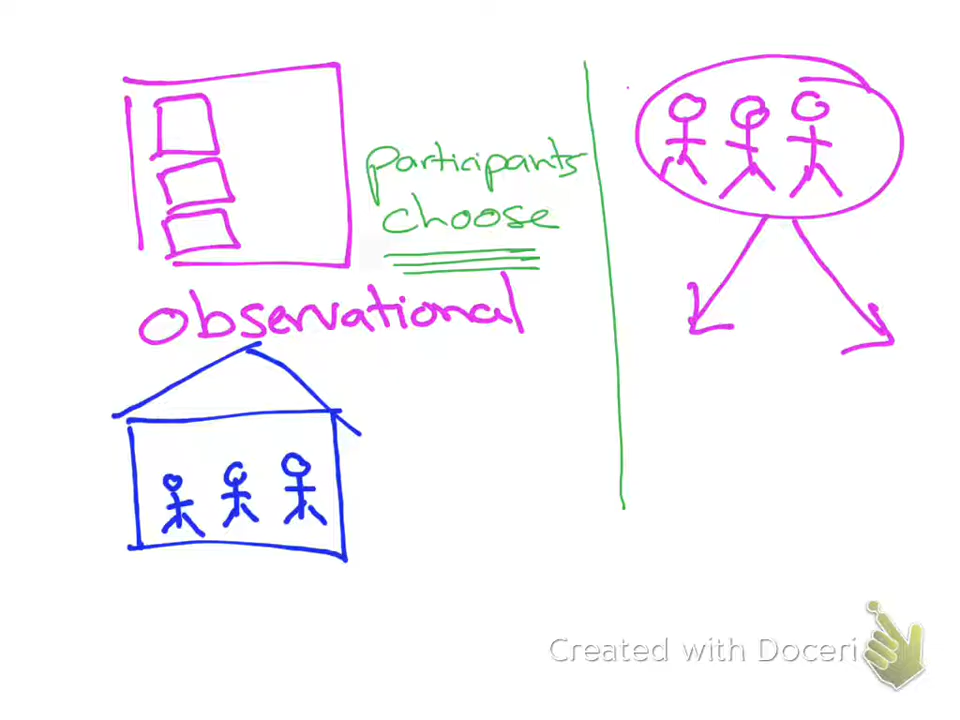 participants
choose
observational
Created with Doceri